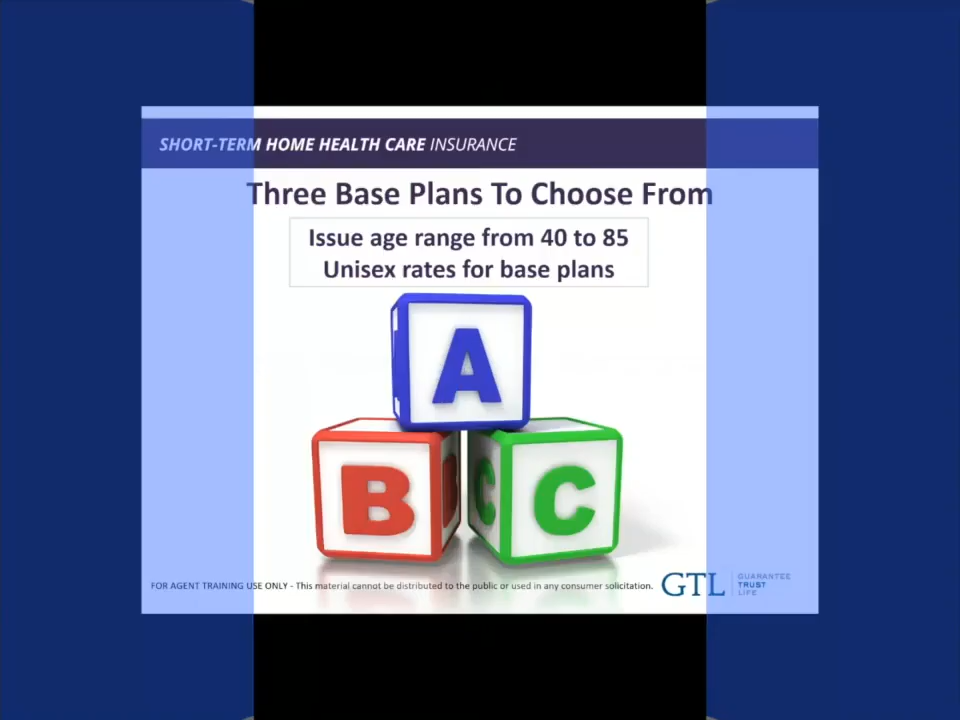 SHORT-TERM HOME HEALTH CARE INSURANCE
Three Base Plans To Choose From
Issue age range from 40 to 85
Unisex rates for base plans
A
B C C
FOR AGENT TRAINING USE ONLY - This material cannot be distributed to the public or used in any consumer solicitation.
GTL
GUARANTEE
TRUST
LIFE